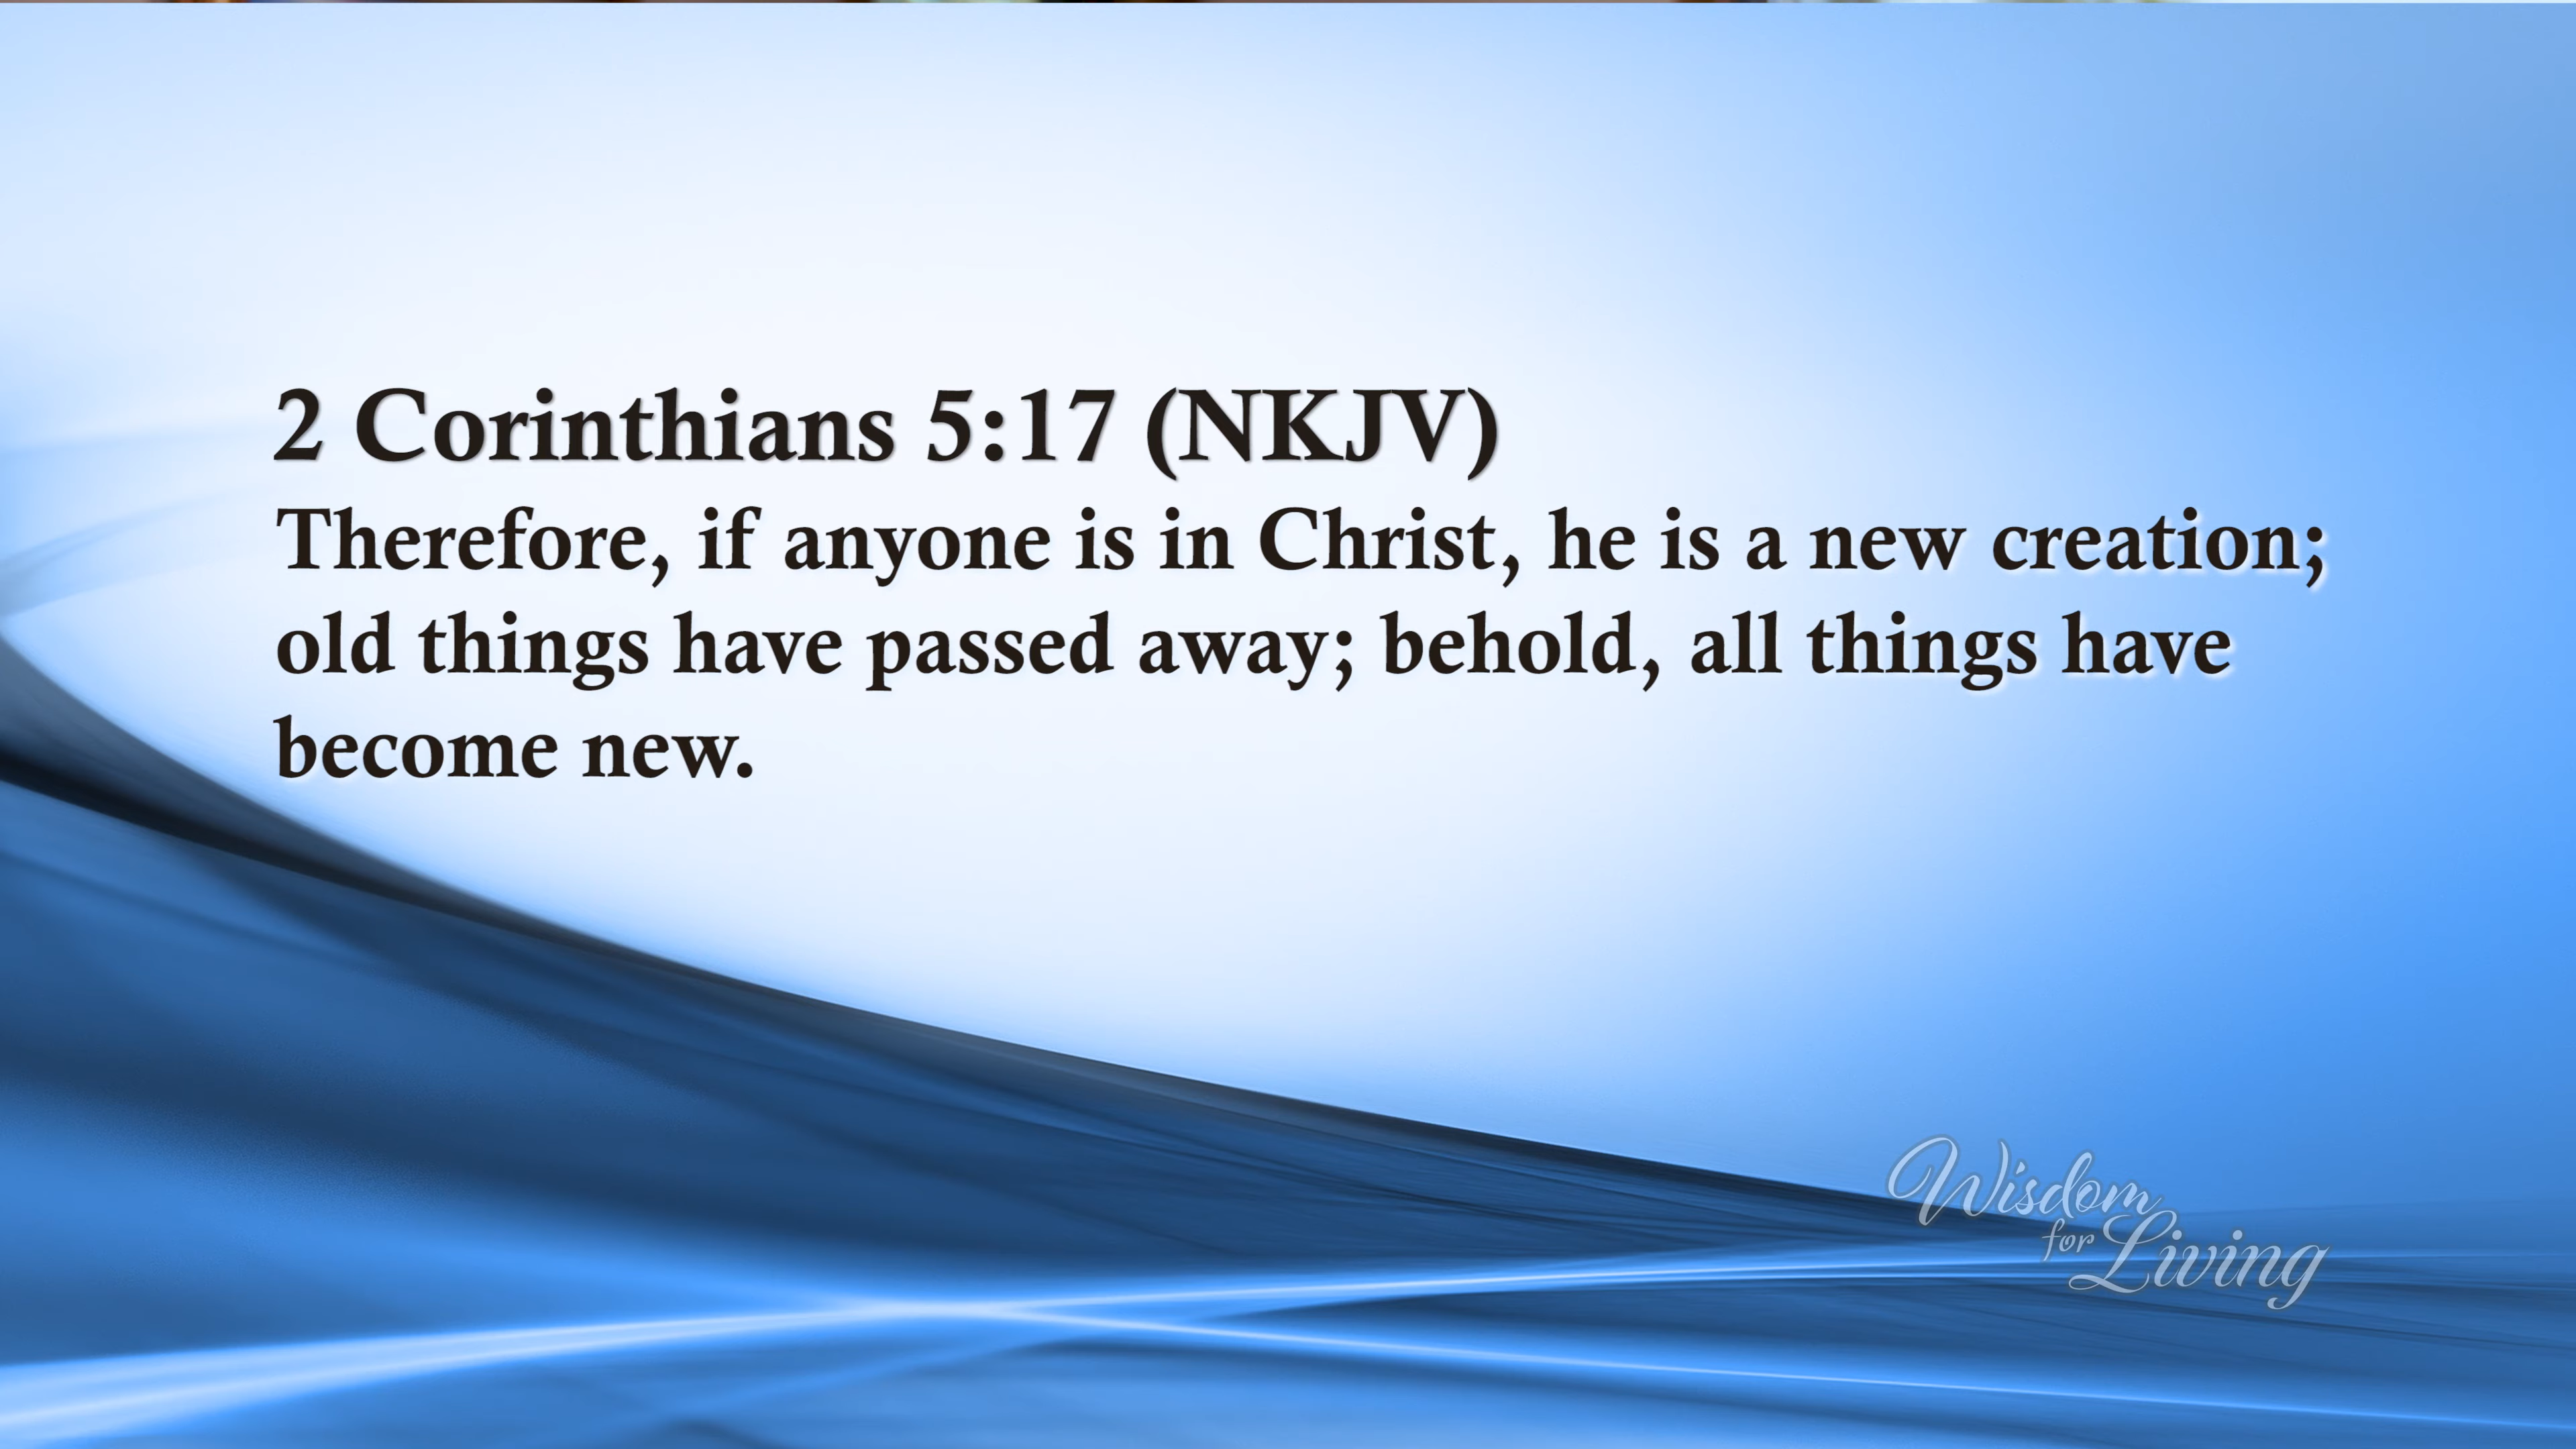 2 Corinthians 5:17 (NKJV)
Therefore, if anyone is in Christ, he is a new creation;
old things have passed away; behold, all things have
become new.
Wisdom
for Living